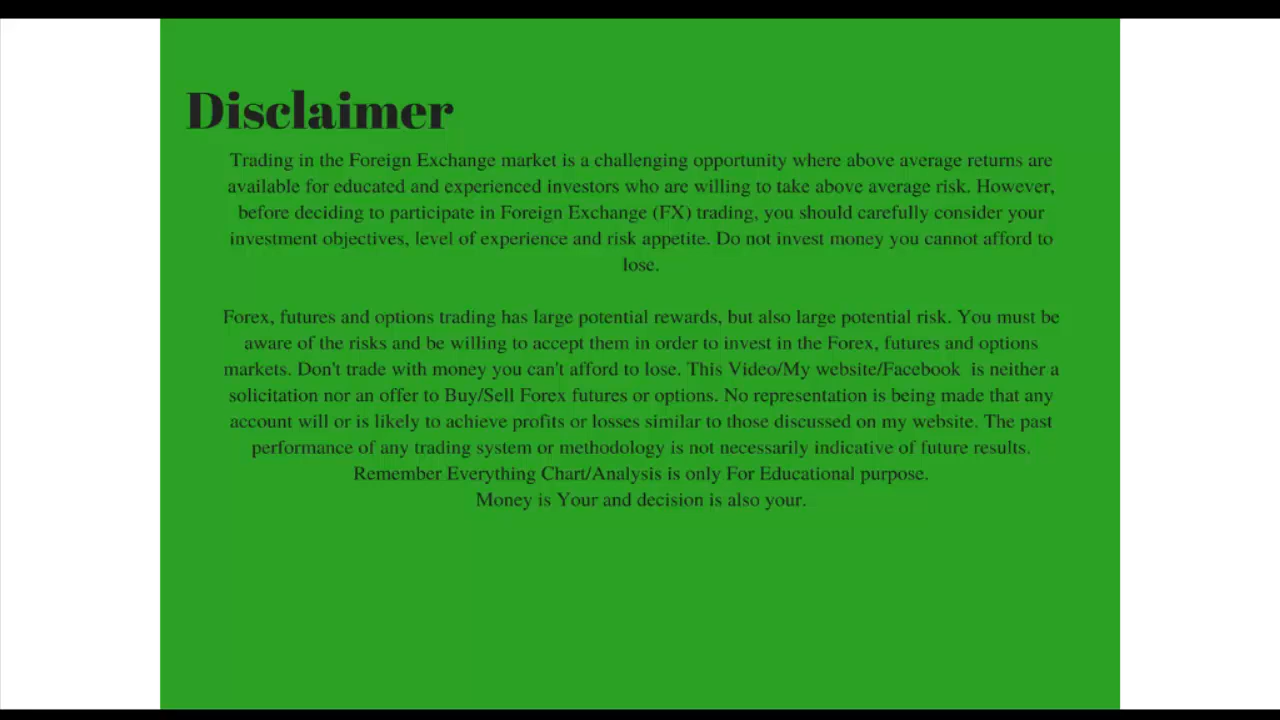 Disclaimer
Trading in the Foreign Exchange market is a challenging opportunity where above average returns are
available for educated and experienced investors who are willing to take above average risk. However,
before deciding to participate in Foreign Exchange (FX) trading, you should carefully consider your
investment objectives, level of experience and risk appetite. Do not invest money you cannot afford to
lose.
Forex, futures and options trading has large potential rewards, but also large potential risk. You must be
aware of the risks and be willing to accept them in order to invest in the Forex, futures and options
markets. Don't trade with money you can't afford to lose. This Video/My website/Facebook is neither a
solicitation nor an offer to Buy/Sell Forex futures or options. No representation is being made that any
account will or is likely to achieve profits or losses similar to those discussed on my website. The past
performance of any trading system or methodology is not necessarily indicative of future results.
Remember Everything Chart/Analysis is only For Educational purpose.
Money is Your and decision is also your.